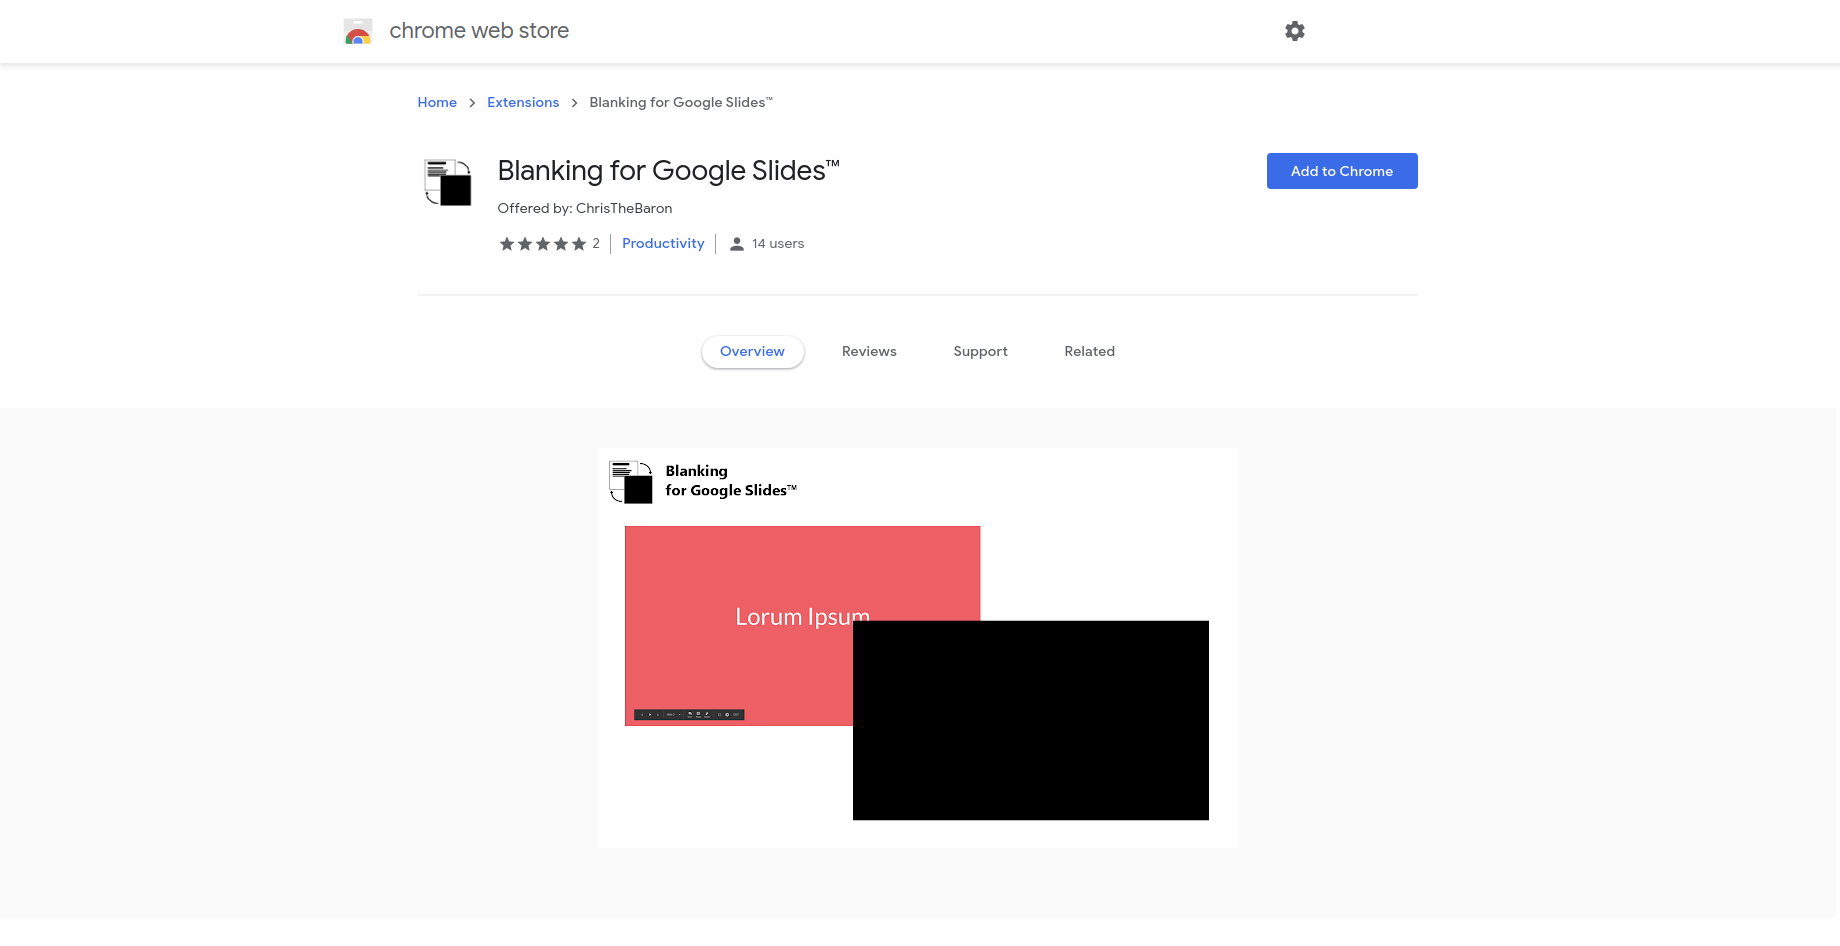 chrome web store
Home > Extensions > Blanking for Google Slides™
Blanking for Google Slides™
Add to Chrome
Offered by: ChrisTheBaron
2 Productivity 14 users
Overview Reviews Support Related
Blanking
for Google Slides™
Lorum Ipsum